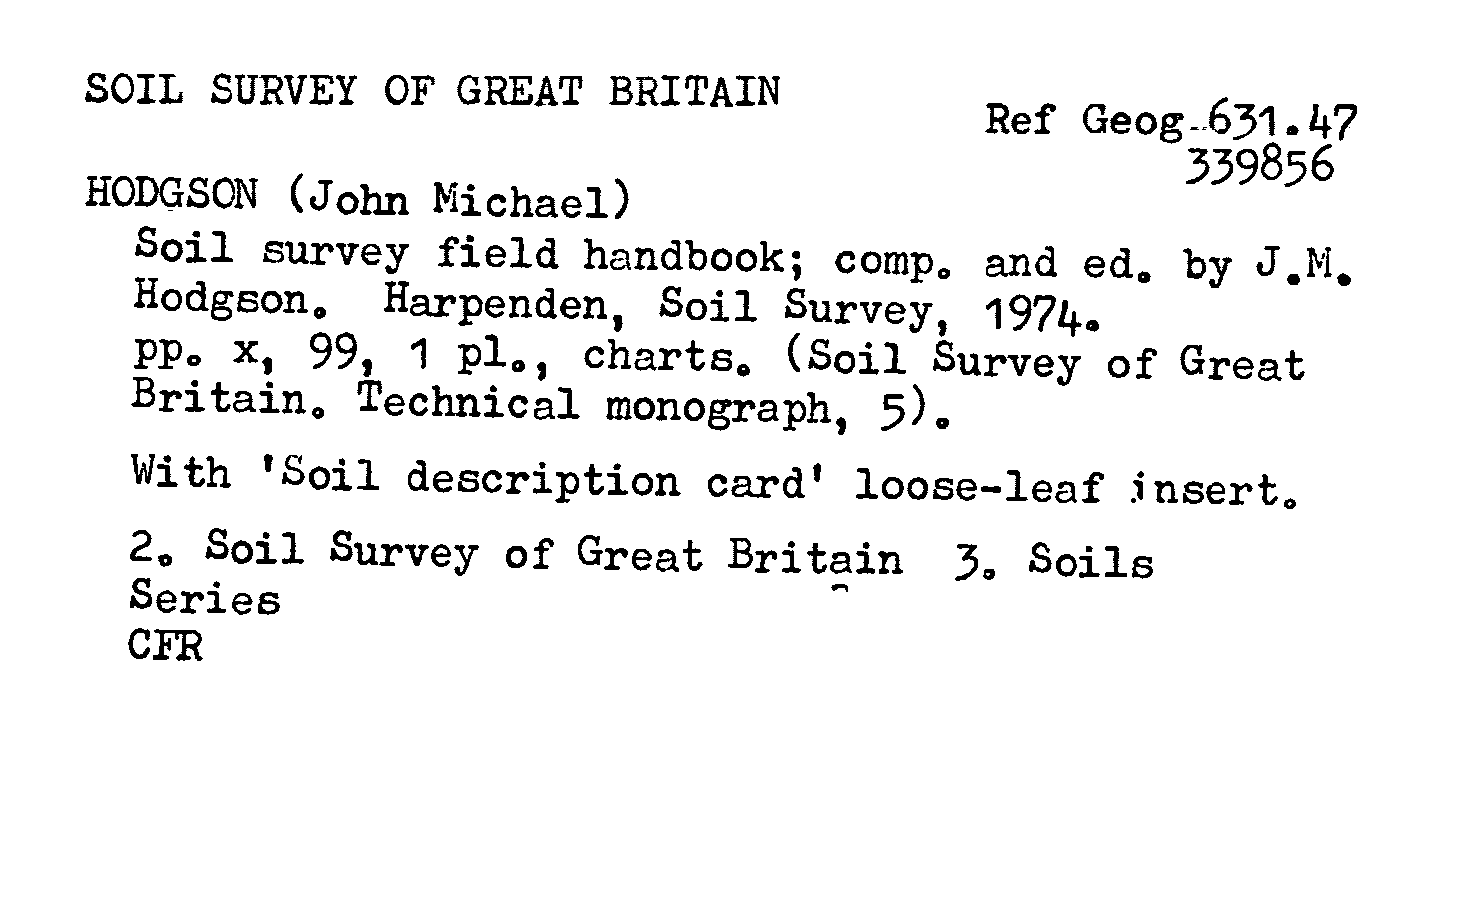 SOIL SURVEY OF GREAT BRITAIN
Ref Geog 631.47
339856
HODGSON (John Michael)
Soil survey field handbook; comp. and ed. by J.M.
Hodgson. Harpenden, Soil Survey, 1974.
pp. x, 99, 1 pl., charts. (Soil Survey of Great
Britain. Technical monograph, 5).
With 'Soil description card' loose-leaf insert.
2. Soil Survey of Great Britain 3. Soils
Series
CFR